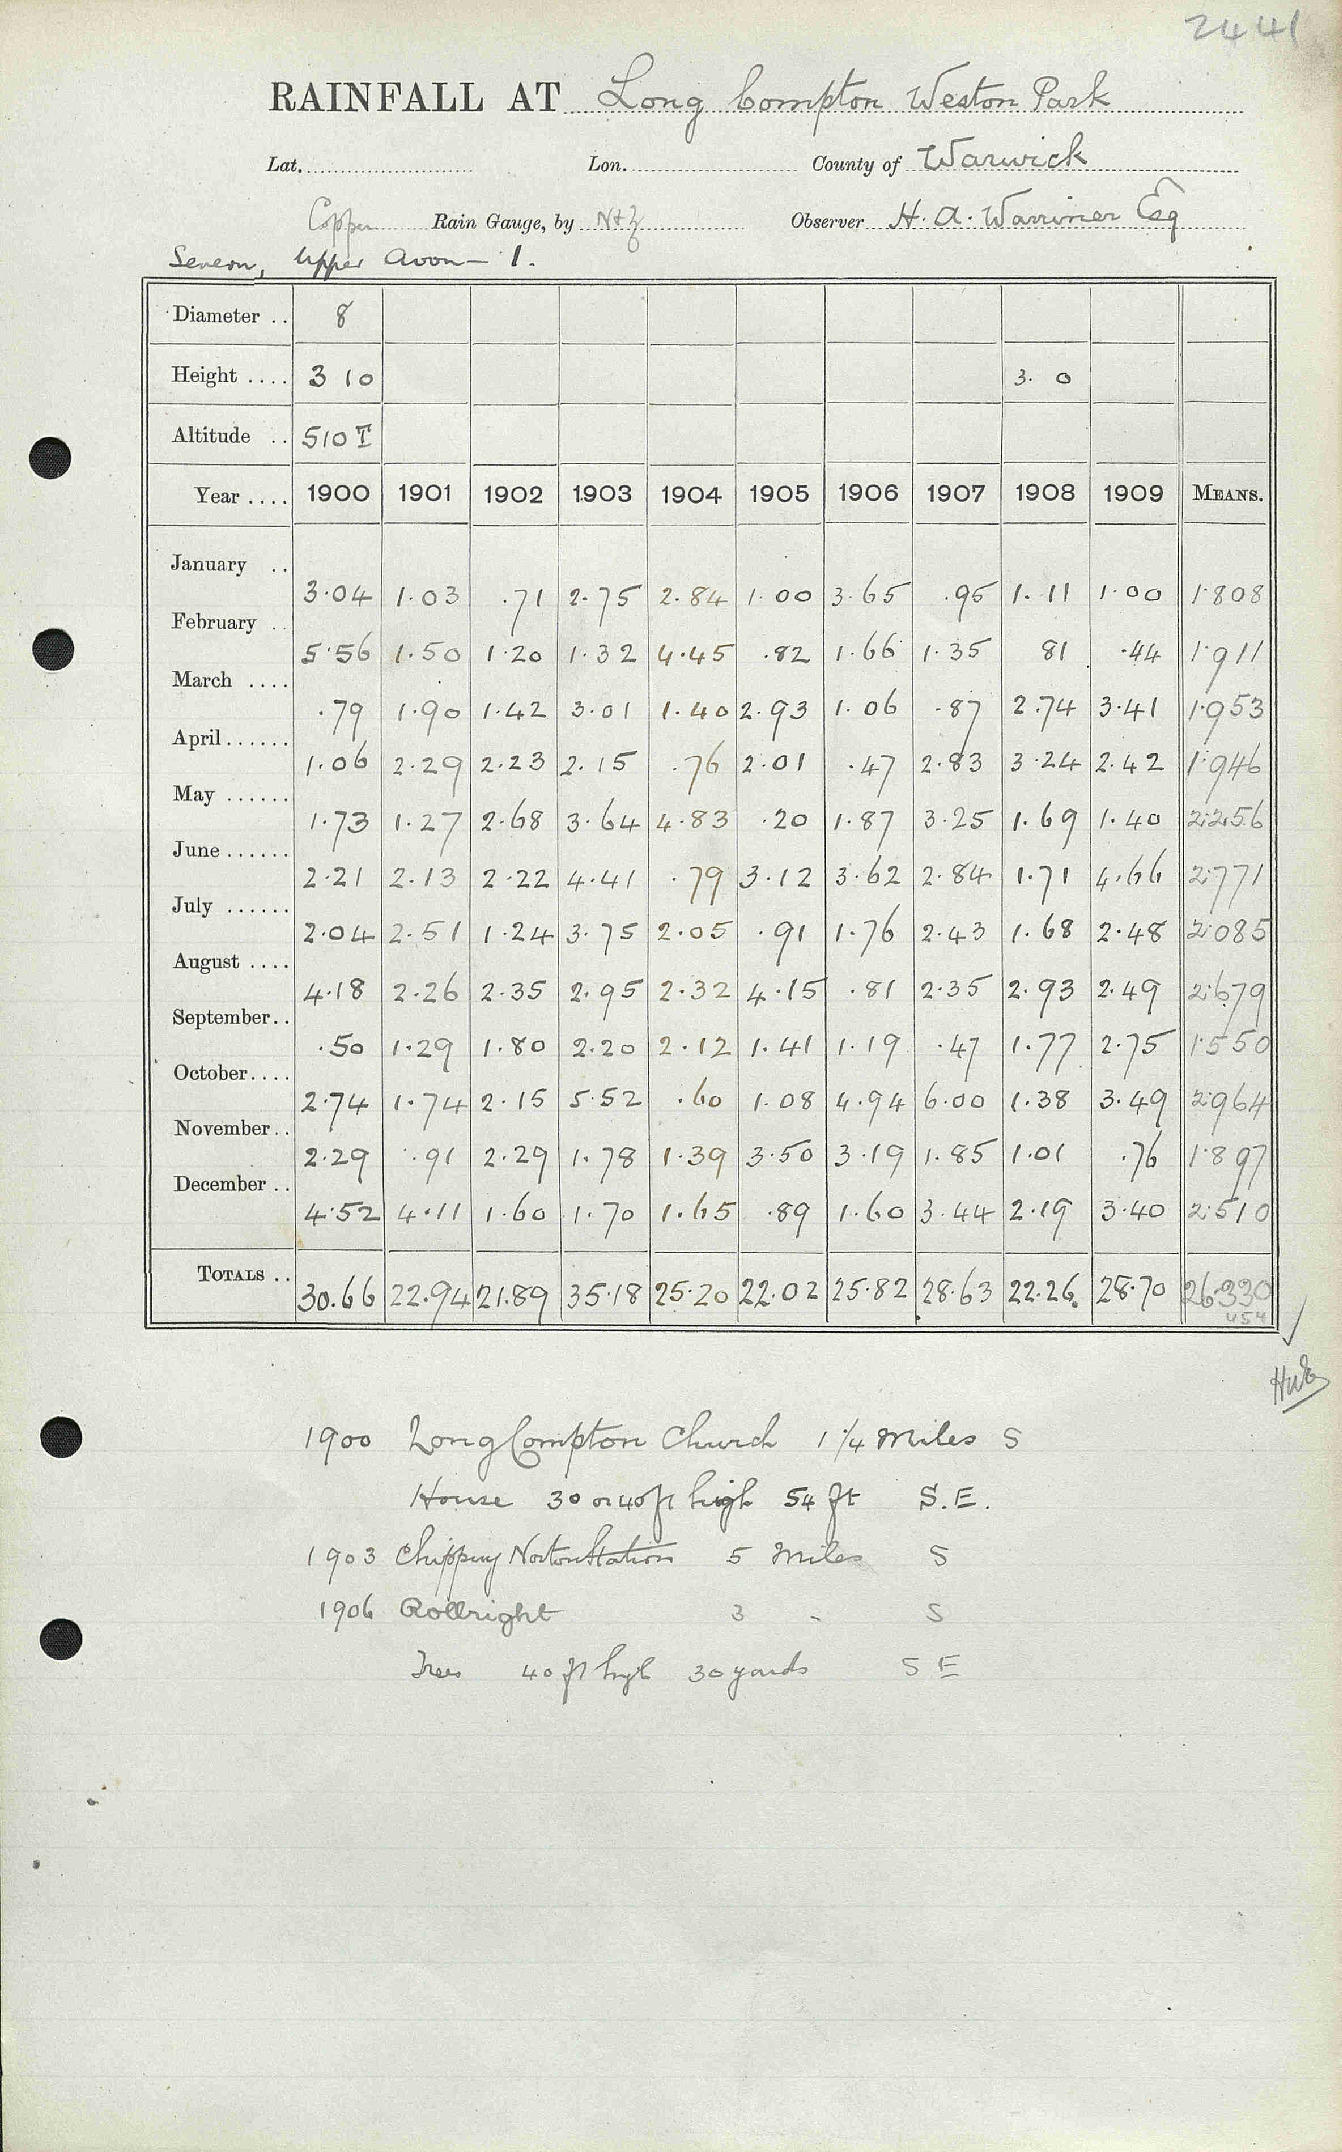 2441
RAINFALL AT Long Compton Weston Park
Lat. Lon. County of Warwick
Copper Rain Gauge, by N+Z Observer H. A. Warriner Esq
Severn, Upper Avon - 1.
Diameter .. 8
Height .... 3 10 3. 0
Altitude .. 510 T
Year .... 1900 1901 1902 1903 1904 1905 1906 1907 1908 1909 MEANS.
January .. 3.04 1.03 .71 2.75 2.84 1.00 3.65 .95 1.11 1.00 1.808
February .. 5.56 1.50 1.20 1.32 4.45 .82 1.66 1.35 81 .44 1.911
March .... .79 1.90 1.42 3.01 1.40 2.93 1.06 .87 2.74 3.41 1.953
April ...... 1.06 2.29 2.23 2.15 .76 2.01 .47 2.83 3.24 2.42 1.946
May ...... 1.73 1.27 2.68 3.64 4.83 .20 1.87 3.25 1.69 1.40 2.256
June ...... 2.21 2.13 2.22 4.41 .79 3.12 3.62 2.84 1.71 4.66 2.771
July ...... 2.04 2.51 1.24 3.75 2.05 .91 1.76 2.43 1.68 2.48 2.085
August .... 4.18 2.26 2.35 2.95 2.32 4.15 .81 2.35 2.93 2.49 2.679
September .. .50 1.29 1.80 2.20 2.12 1.41 1.19 .47 1.77 2.75 1.550
October .... 2.74 1.74 2.15 5.52 .60 1.08 4.94 6.00 1.38 3.49 2.964
November .. 2.29 .91 2.29 1.78 1.39 3.50 3.19 1.85 1.01 .76 1.897
December .. 4.52 4.11 1.60 1.70 1.65 .89 1.60 3.44 2.19 3.40 2.510
TOTALS .. 30.66 22.94 21.89 35.18 25.20 22.02 25.82 28.63 22.26 28.70 26.330
1900 Long Compton Church 1 1/4 Miles S
House 30 or 40 ft high 54 ft S.E.
1903 Chipping Norton Station 5 Miles S
1906 Rollright 3 " S
Trees 40 ft high 30 yards S E